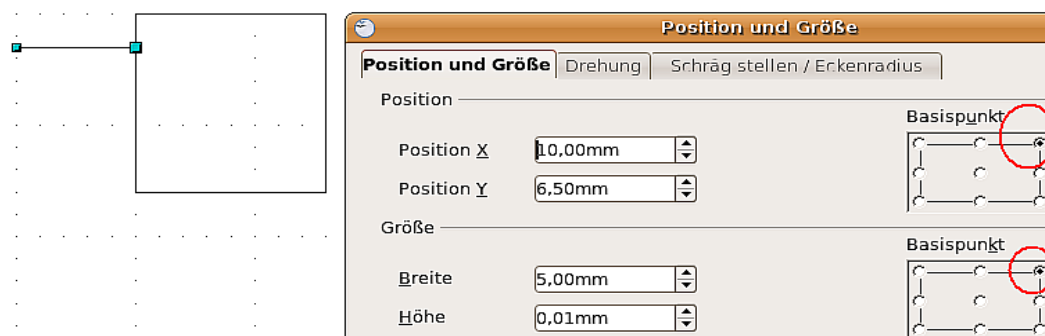 Position und Größe
Position und Größe Drehung Schräg stellen / Eckenradius
Position
Basispunkt
Position X 10,00mm
Position Y 6,50mm
Größe
Basispunkt
Breite 5,00mm
Höhe 0,01mm